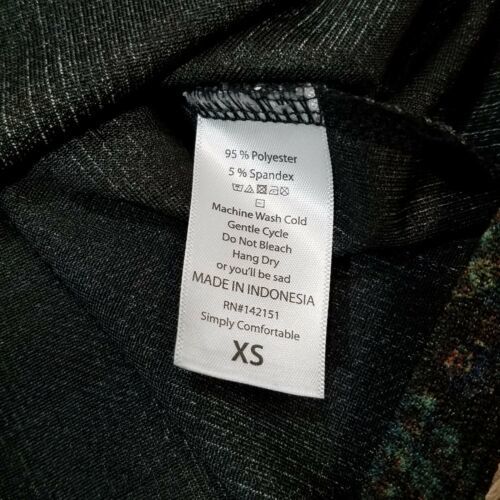 95 % Polyester
5 % Spandex
Machine Wash Cold
Gentle Cycle
Do Not Bleach
Hang Dry
or you'll be sad
MADE IN INDONESIA
RN#142151
Simply Comfortable
XS